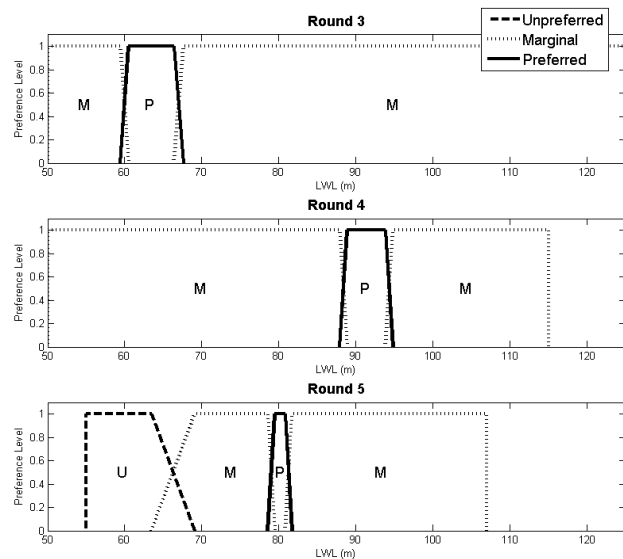 Round 3
Unpreferred
Marginal
Preferred
Preference Level
1
0.8
0.6
0.4
0.2
0
M
P
M
50 60 70 80 90 100 110 120
LWL (m)
Round 4
Preference Level
1
0.8
0.6
0.4
0.2
0
M
P
M
50 60 70 80 90 100 110 120
LWL (m)
Round 5
Preference Level
1
0.8
0.6
0.4
0.2
0
U
M
P
M
50 60 70 80 90 100 110 120
LWL (m)